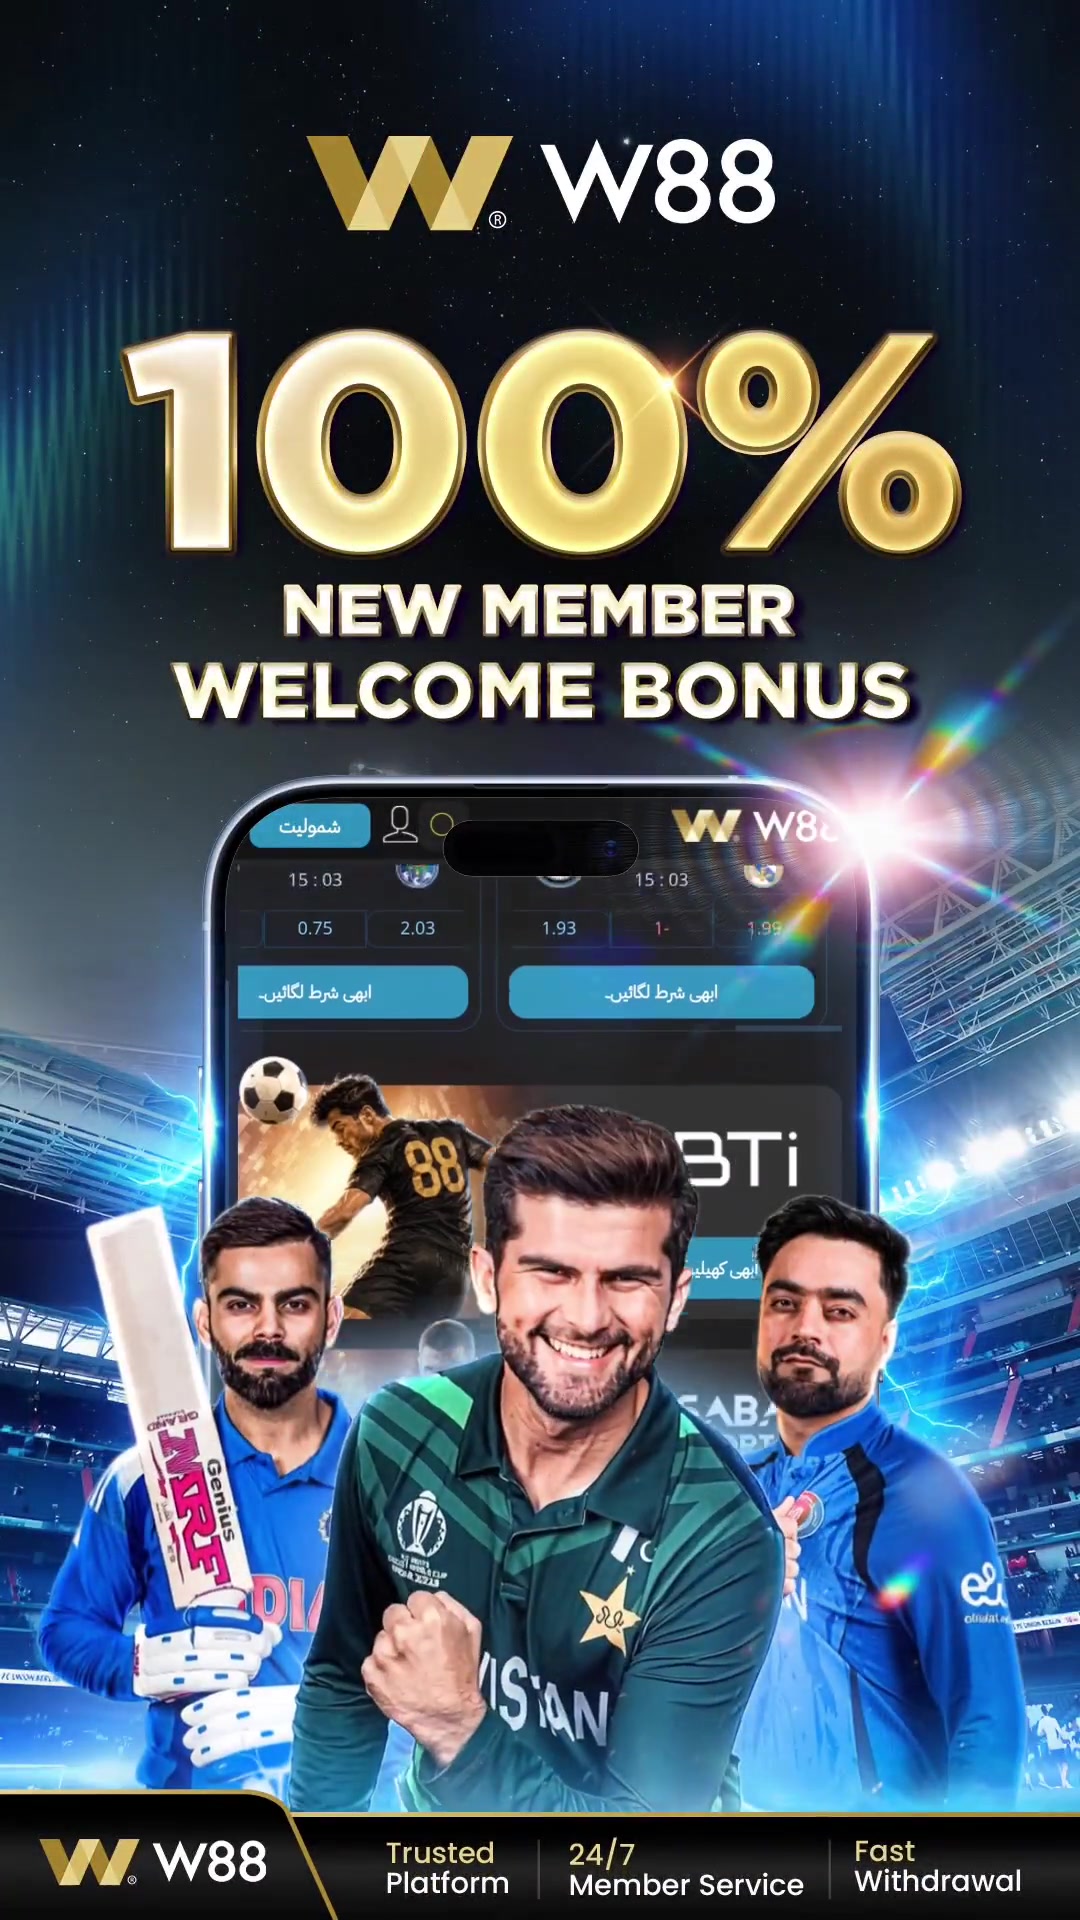 W® W88
100%
NEW MEMBER
WELCOME BONUS
شمولیت
W88
15 : 03
15 : 03
0.75
2.03
1.93
1-
1.99
ابھی شرط لگائیں۔
ابھی شرط لگائیں۔
88
BTi
ابھی کھیلیں
GRAND
MRF
Genius
W® W88
Trusted
Platform
24/7
Member Service
Fast
Withdrawal